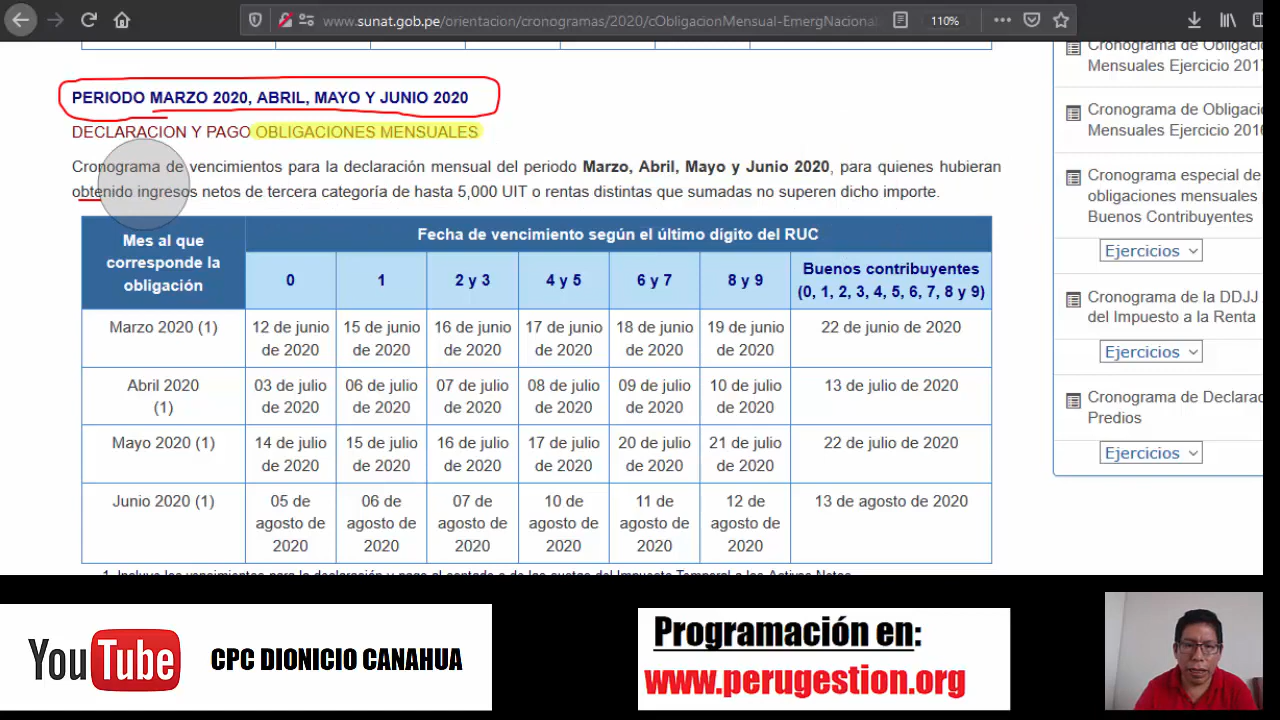 www.sunat.gob.pe/orientacion/cronogramas/2020/cObligacionMensual-EmergNacional
110%
PERIODO MARZO 2020, ABRIL, MAYO Y JUNIO 2020
DECLARACION Y PAGO OBLIGACIONES MENSUALES
Cronograma de vencimientos para la declaración mensual del periodo Marzo, Abril, Mayo y Junio 2020, para quienes hubieran
obtenido ingresos netos de tercera categoría de hasta 5,000 UIT o rentas distintas que sumadas no superen dicho importe.
Mes al que
corresponde la
obligación
Fecha de vencimiento según el último dígito del RUC
0 1 2 y 3 4 y 5 6 y 7 8 y 9
Buenos contribuyentes
(0, 1, 2, 3, 4, 5, 6, 7, 8 y 9)
Marzo 2020 (1) 12 de junio 15 de junio 16 de junio 17 de junio 18 de junio 19 de junio 22 de junio de 2020
de 2020 de 2020 de 2020 de 2020 de 2020 de 2020
Abril 2020 03 de julio 06 de julio 07 de julio 08 de julio 09 de julio 10 de julio 13 de julio de 2020
(1) de 2020 de 2020 de 2020 de 2020 de 2020 de 2020
Mayo 2020 (1) 14 de julio 15 de julio 16 de julio 17 de julio 20 de julio 21 de julio 22 de julio de 2020
de 2020 de 2020 de 2020 de 2020 de 2020 de 2020
Junio 2020 (1) 05 de 06 de 07 de 10 de 11 de 12 de 13 de agosto de 2020
agosto de agosto de agosto de agosto de agosto de agosto de
2020 2020 2020 2020 2020 2020
Cronograma de Obligaci
Mensuales Ejercicio 2017
Cronograma de Obligaci
Mensuales Ejercicio 2016
Cronograma especial de
obligaciones mensuales
Buenos Contribuyentes
Ejercicios
Cronograma de la DDJJ
del Impuesto a la Renta
Ejercicios
Cronograma de Declarac
Predios
Ejercicios
YouTube
CPC DIONICIO CANAHUA
Programación en:
www.perugestion.org